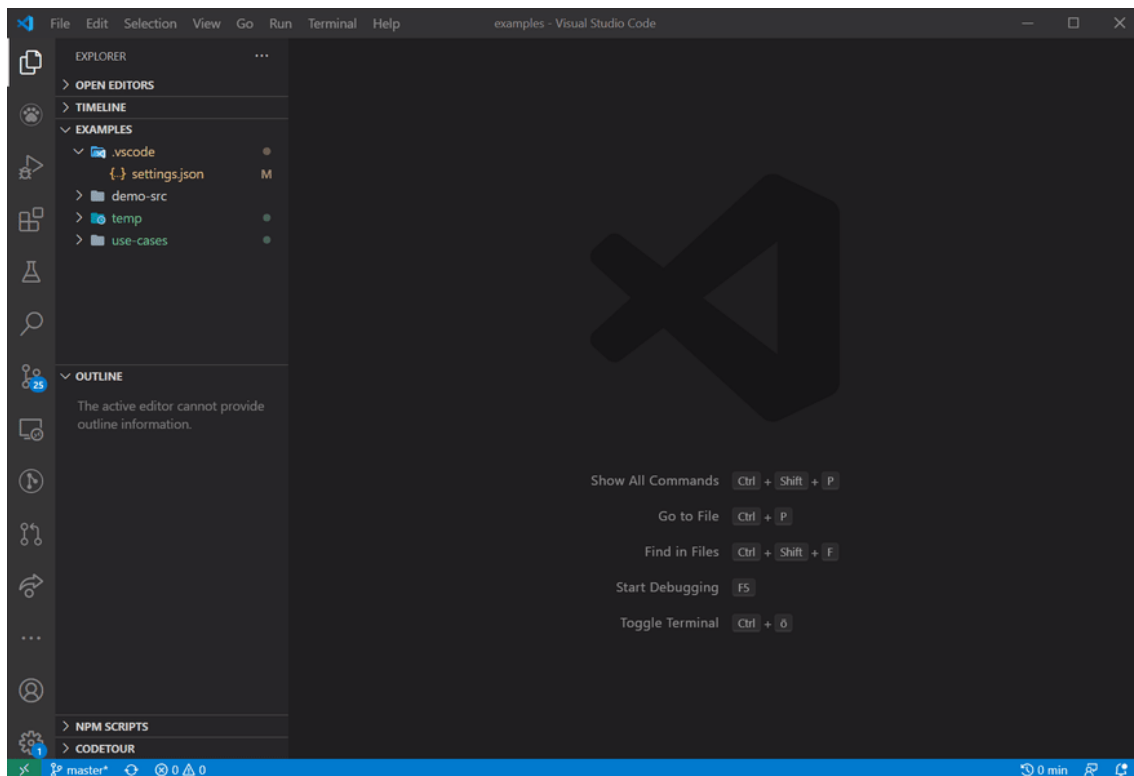 File Edit Selection View Go Run Terminal Help examples - Visual Studio Code
EXPLORER ...
OPEN EDITORS
TIMELINE
EXAMPLES
.vscode
{..} settings.json M
demo-src
temp
use-cases
25
OUTLINE
The active editor cannot provide
outline information.
Show All Commands Ctrl + Shift + P
Go to File Ctrl + P
Find in Files Ctrl + Shift + F
Start Debugging F5
Toggle Terminal Ctrl + ö
NPM SCRIPTS
1
CODETOUR
master* 0 0 0 min